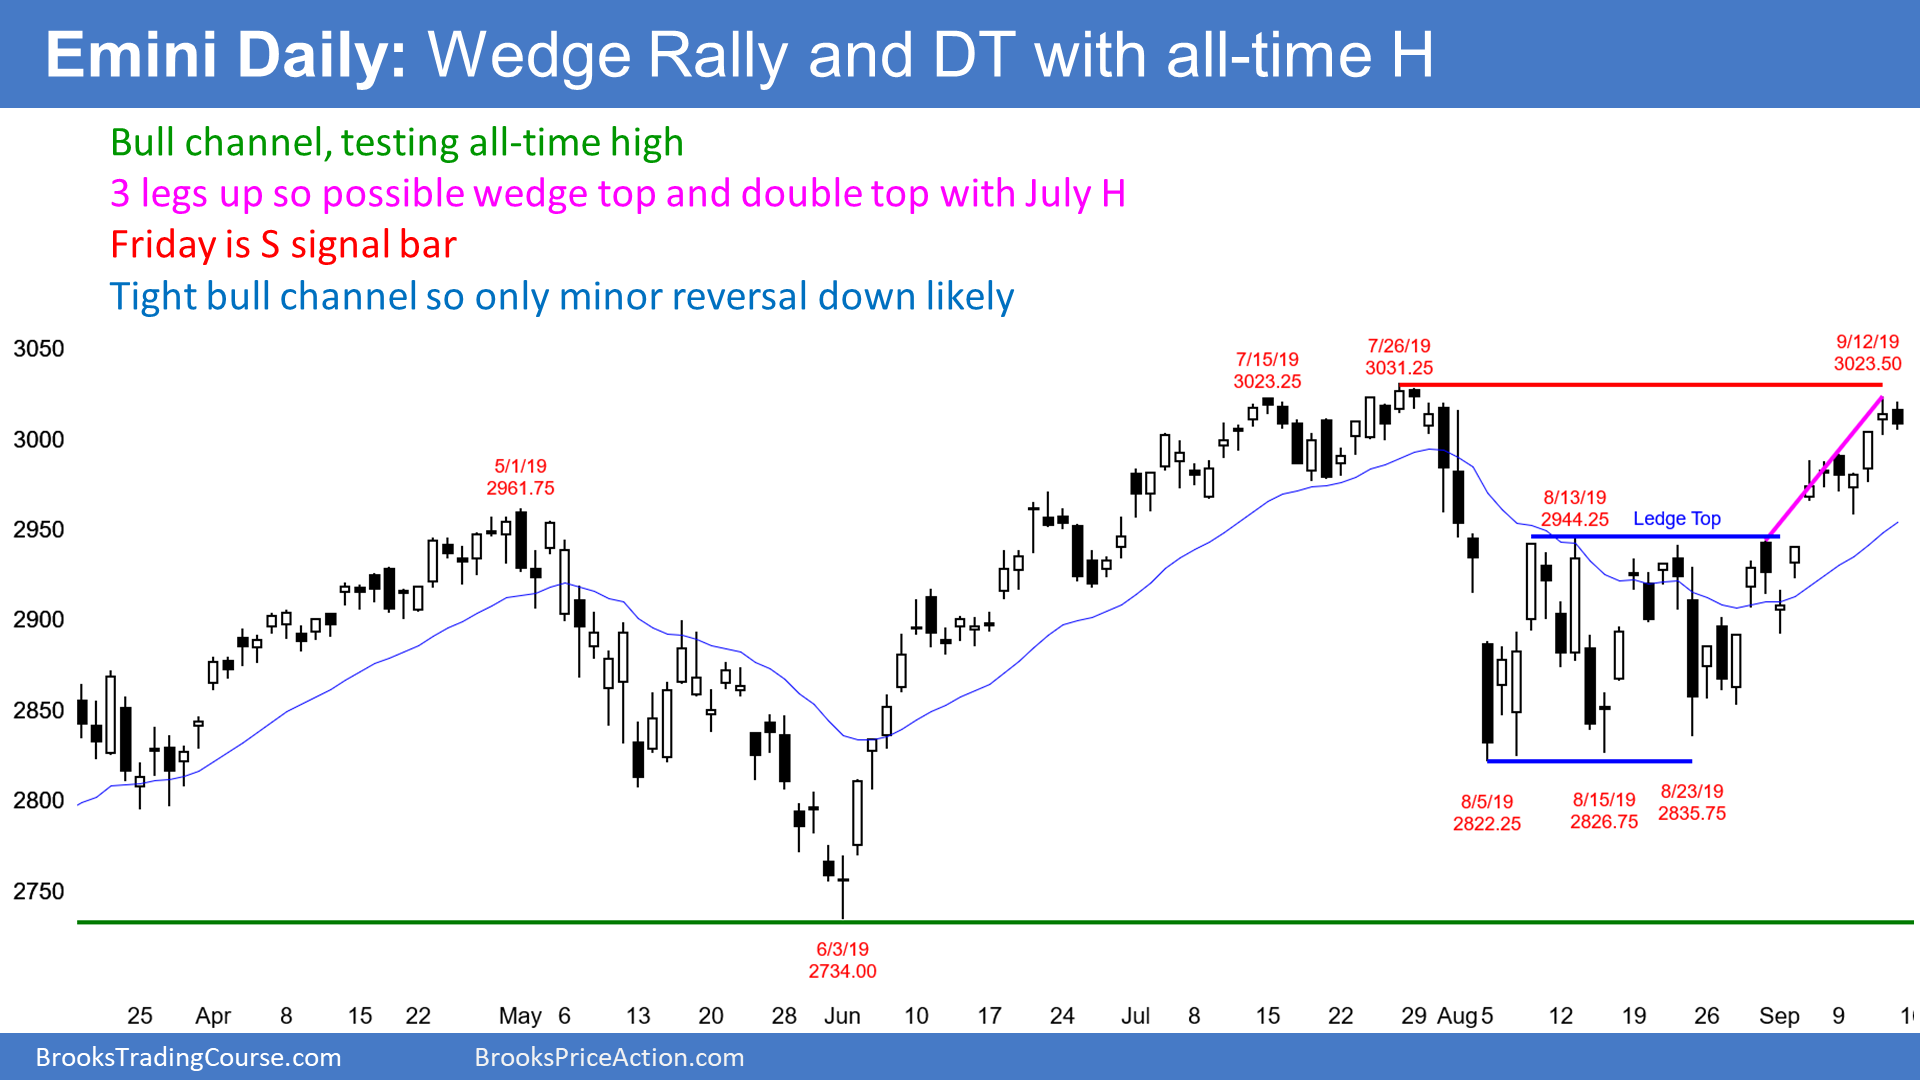 Emini Daily: Wedge Rally and DT with all-time H
Bull channel, testing all-time high
3 legs up so possible wedge top and double top with July H
Friday is S signal bar
Tight bull channel so only minor reversal down likely
3050
3000
2950
2900
2850
2800
2750
5/1/19
2961.75
6/3/19
2734.00
7/15/19
3023.25
7/26/19
3031.25
8/13/19
2944.25
Ledge Top
9/12/19
3023.50
8/5/19
2822.25
8/15/19
2826.75
8/23/19
2835.75
25 Apr 8 15 22 May 6 13 20 28 Jun 10 17 24 Jul 8 15 22 29 Aug 5 12 19 26 Sep 9
BrooksTradingCourse.com
BrooksPriceAction.com